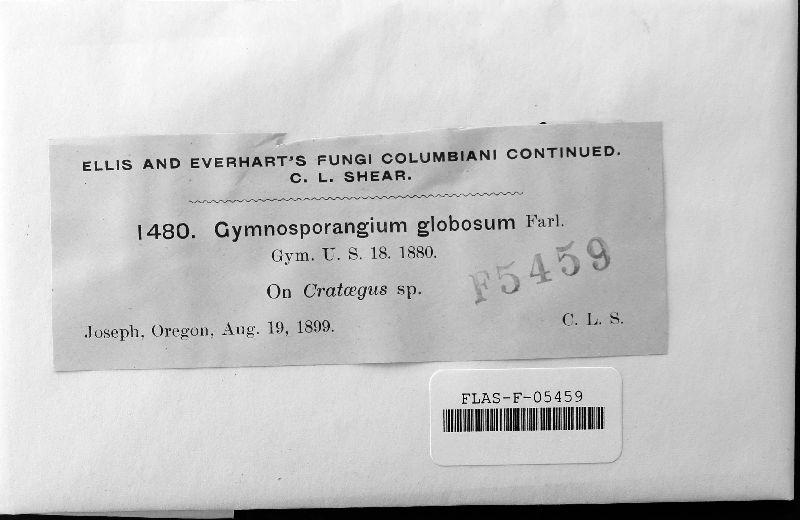 ELLIS AND EVERHART'S FUNGI COLUMBIANI CONTINUED.
C. L. SHEAR.
1480. Gymnosporangium globosum Farl.
Gym. U. S. 18. 1880.
On Cratægus sp.
F5459
Joseph, Oregon, Aug. 19, 1899.
C. L. S.
FLAS-F-05459